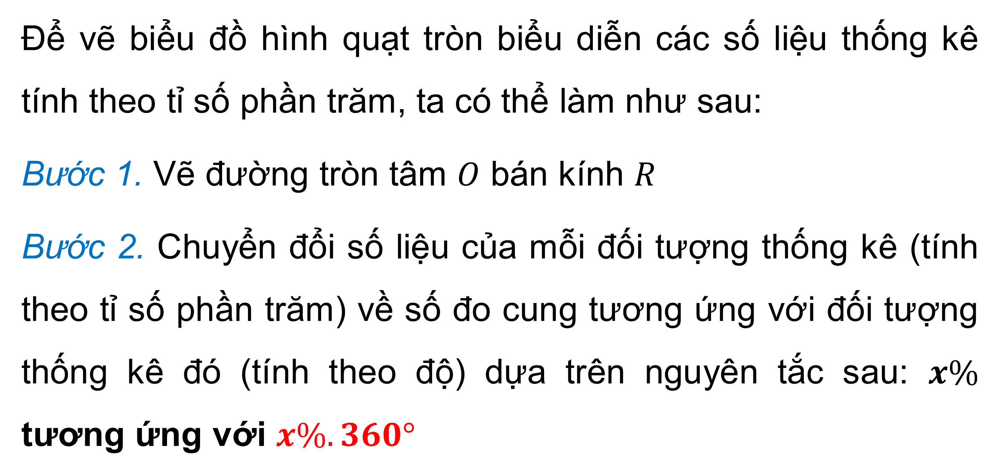 Để vẽ biểu đồ hình quạt tròn biểu diễn các số liệu thống kê
tính theo tỉ số phần trăm, ta có thể làm như sau:
Bước 1. Vẽ đường tròn tâm O bán kính R
Bước 2. Chuyển đổi số liệu của mỗi đối tượng thống kê (tính
theo tỉ số phần trăm) về số đo cung tương ứng với đối tượng
thống kê đó (tính theo độ) dựa trên nguyên tắc sau: x%
tương ứng với x%. 360°